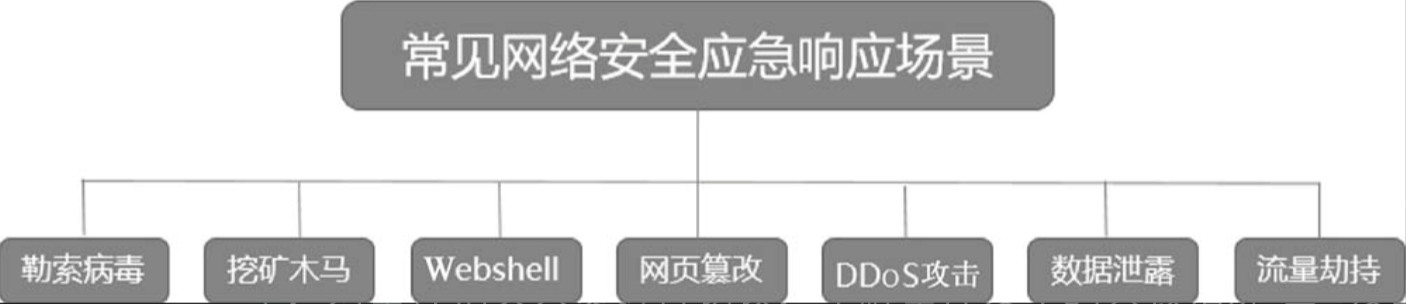 常见网络安全应急响应场景
勒索病毒
挖矿木马
Webshell
网页篡改
DDoS攻击
数据泄露
流量劫持